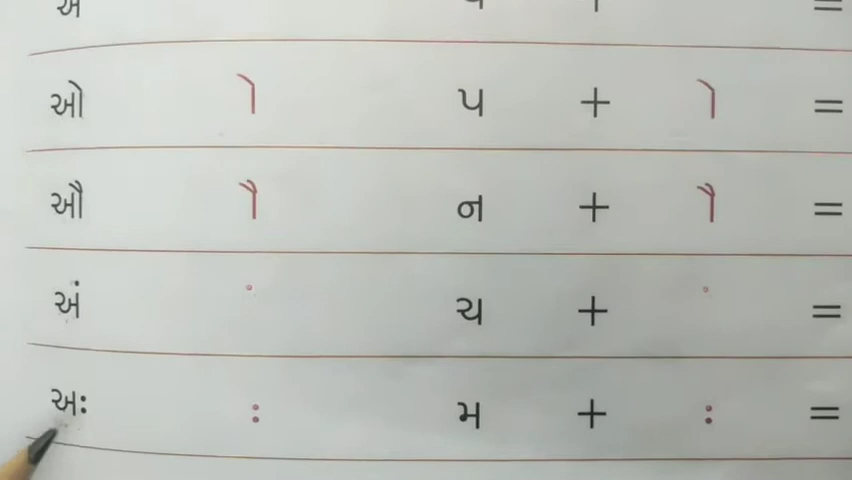 ઓ ો પ + ો =
ઔ ૌ ન + ૌ =
અં ં ચ + ં =
અઃ ઃ મ + ઃ =